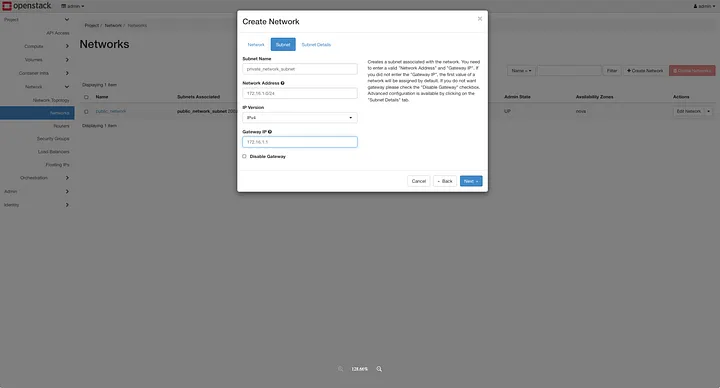 openstack. admin
admin
Project
API Access
Compute
Volumes
Container Infra
Network
Network Topology
Networks
Routers
Security Groups
Load Balancers
Floating IPs
Orchestration
Admin
Identity
Project / Network / Networks
Networks
Name = Filter + Create Network Delete Networks
Displaying 1 item
Name Subnets Associated Admin State Availability Zones Actions
public_network public_network_subnet UP nova Edit Network
Displaying 1 item
Create Network
×
Network Subnet Subnet Details
Subnet Name
private_network_subnet
Network Address
172.16.1.0/24
IP Version
IPv4
Gateway IP
172.16.1.1
Disable Gateway
Creates a subnet associated with the network. You need
to enter a valid "Network Address" and "Gateway IP". If
you did not enter the "Gateway IP", the first value of a
network will be assigned by default. If you do not want
gateway please check the "Disable Gateway" checkbox.
Advanced configuration is available by clicking on the
"Subnet Details" tab.
Cancel « Back Next »
128.66%